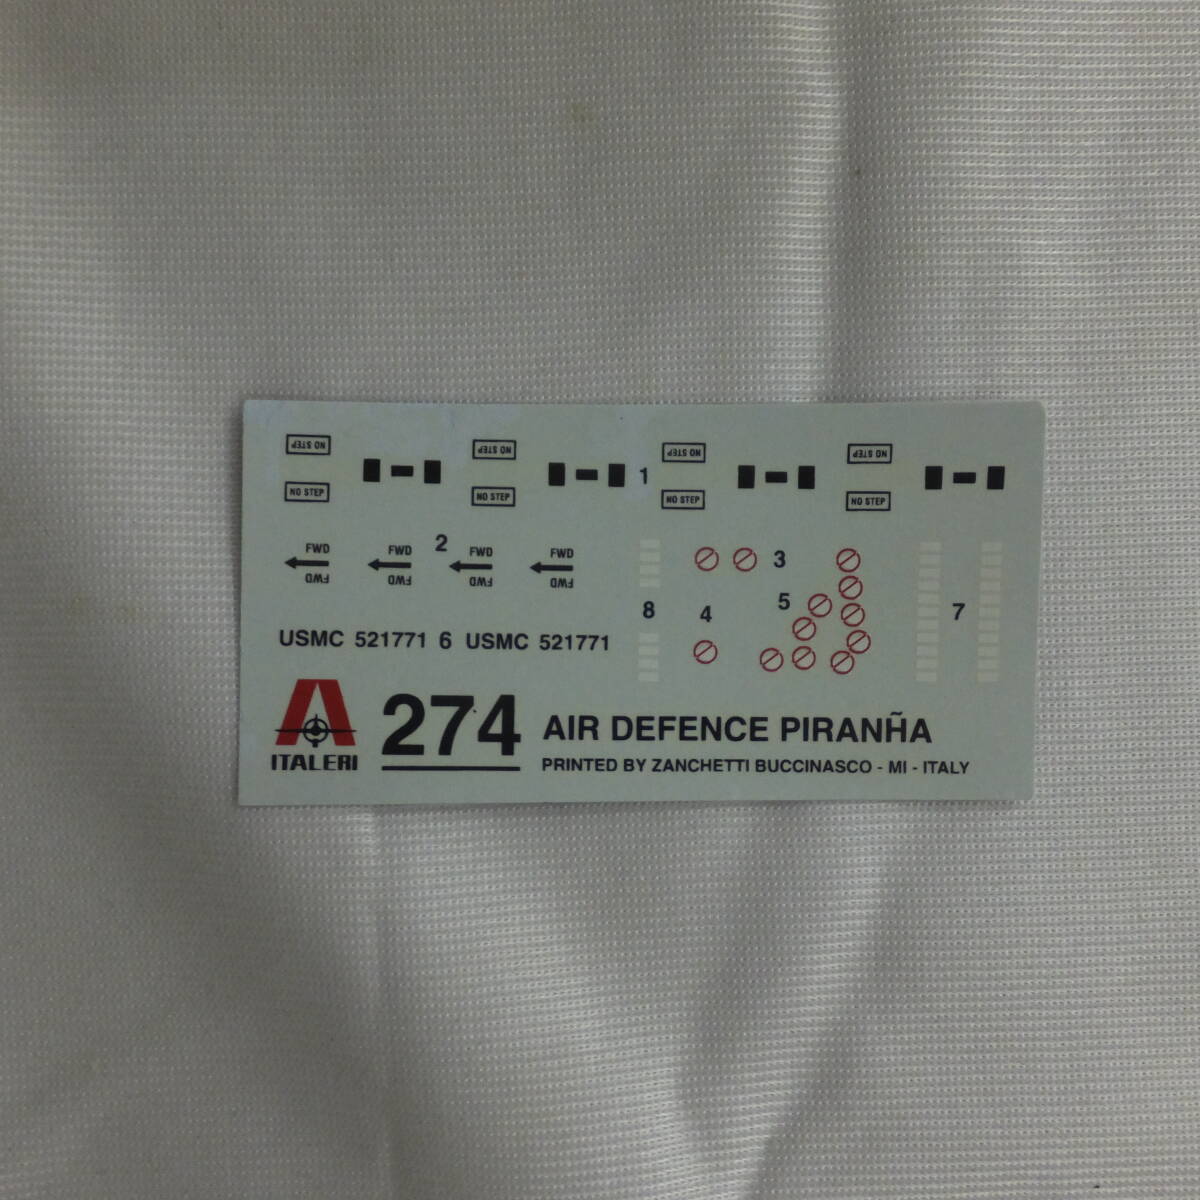 NO STEP NO STEP NO STEP NO STEP
1
NO STEP NO STEP NO STEP NO STEP
FWD FWD 2 FWD FWD
FWD FWD FWD FWD
3
8 4 5 7
USMC 521771 6 USMC 521771
ITALERI
274 AIR DEFENCE PIRANH̃A
PRINTED BY ZANCHETTI BUCCINASCO - MI - ITALY